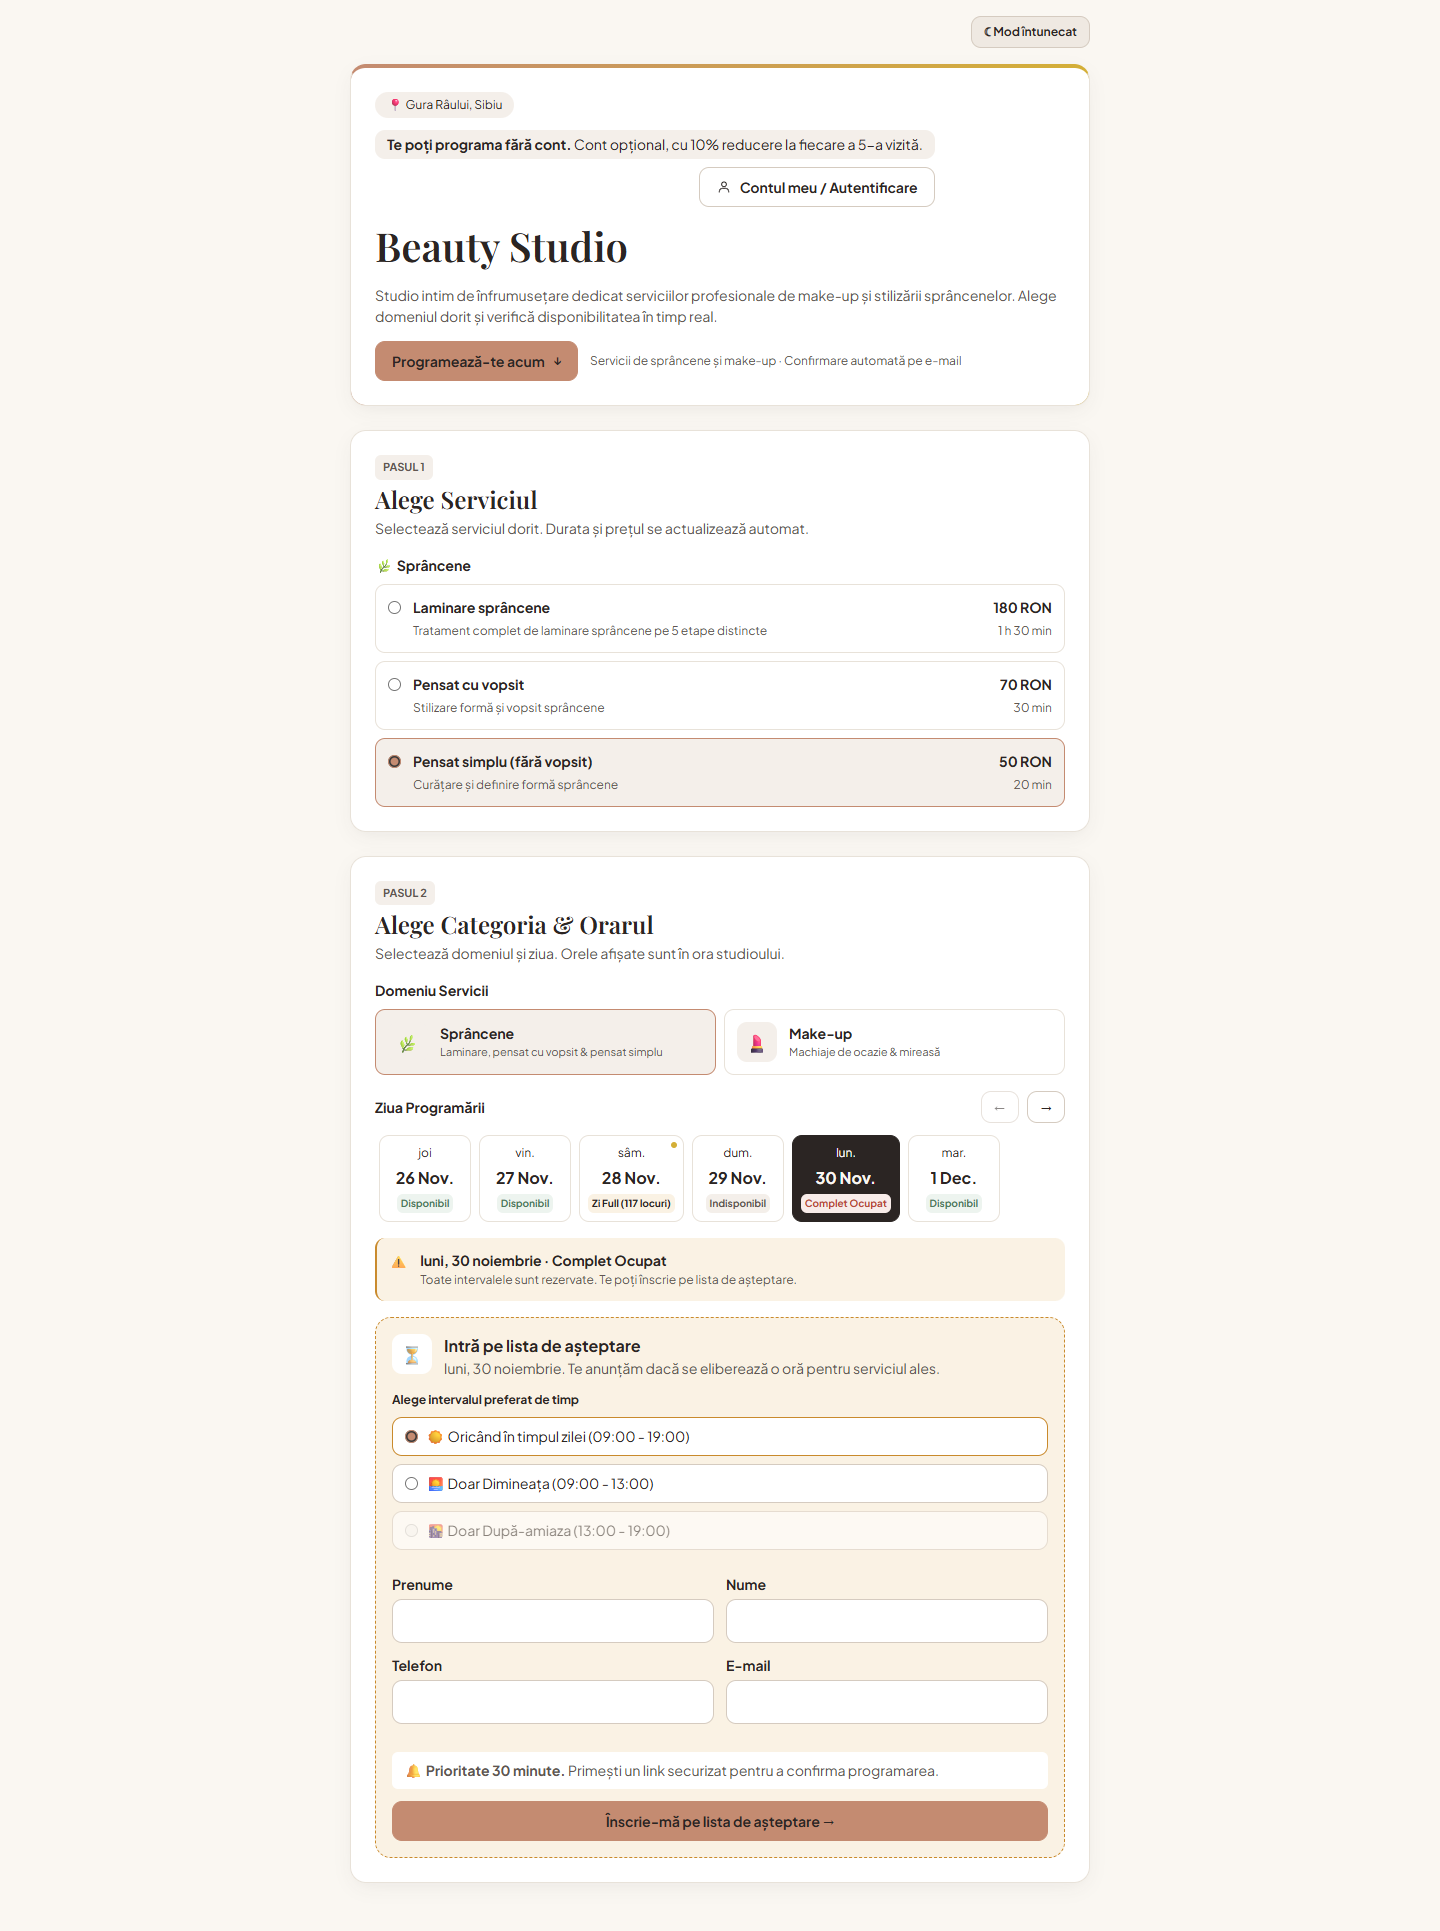 Mod întunecat
Gura Râului, Sibiu
Te poți programa fără cont. Cont opțional, cu 10% reducere la fiecare a 5-a vizită.
Contul meu / Autentificare
Beauty Studio
Studio intim de înfrumusețare dedicat serviciilor profesionale de make-up și stilizării sprâncenelor. Alege
domeniul dorit și verifică disponibilitatea în timp real.
Programează-te acum ↓
Servicii de sprâncene și make-up · Confirmare automată pe e-mail
PASUL 1
Alege Serviciul
Selectează serviciul dorit. Durata și prețul se actualizează automat.
Sprâncene
Laminare sprâncene 180 RON
Tratament complet de laminare sprâncene pe 5 etape distincte 1 h 30 min
Pensat cu vopsit 70 RON
Stilizare formă și vopsit sprâncene 30 min
Pensat simplu (fără vopsit) 50 RON
Curățare și definire formă sprâncene 20 min
PASUL 2
Alege Categoria & Orarul
Selectează domeniul și ziua. Orele afișate sunt în ora studioului.
Domeniu Servicii
Sprâncene
Laminare, pensat cu vopsit & pensat simplu
Make-up
Machiaje de ocazie & mireasă
Ziua Programării ← →
joi
26 Nov.
Disponibil
vin.
27 Nov.
Disponibil
sâm.
28 Nov.
Zi Full (117 locuri)
dum.
29 Nov.
Indisponibil
lun.
30 Nov.
Complet Ocupat
mar.
1 Dec.
Disponibil
luni, 30 noiembrie · Complet Ocupat
Toate intervalele sunt rezervate. Te poți înscrie pe lista de așteptare.
Intră pe lista de așteptare
luni, 30 noiembrie. Te anunțăm dacă se eliberează o oră pentru serviciul ales.
Alege intervalul preferat de timp
Oricând în timpul zilei (09:00 - 19:00)
Doar Dimineața (09:00 - 13:00)
Doar După-amiaza (13:00 - 19:00)
Prenume
Nume
Telefon
E-mail
Prioritate 30 minute. Primești un link securizat pentru a confirma programarea.
Înscrie-mă pe lista de așteptare →